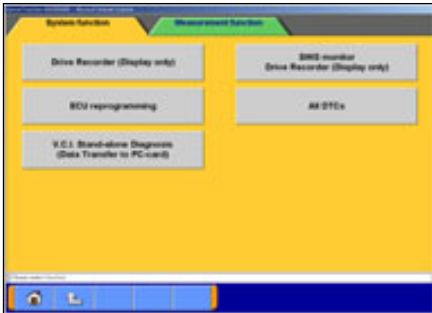 System function
Measurement function
Drive Recorder (Display only)
SWS monitor
Drive Recorder (Display only)
ECU reprogramming
All DTCs
V.C.I. Stand-alone Diagnosis
(Data Transfer to PC-card)